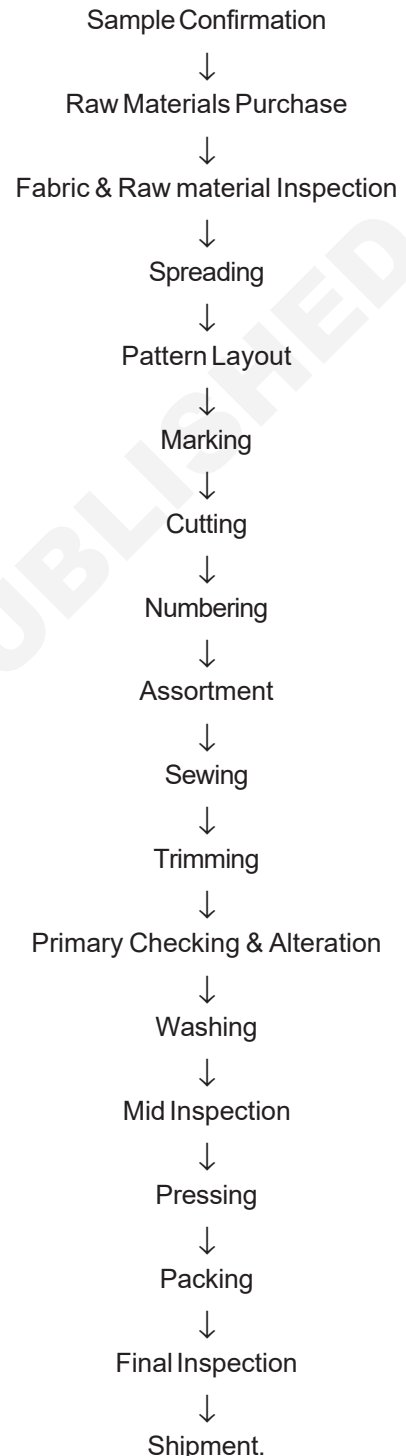 Sample Confirmation
↓
Raw Materials Purchase
↓
Fabric & Raw material Inspection
↓
Spreading
↓
Pattern Layout
↓
Marking
↓
Cutting
↓
Numbering
↓
Assortment
↓
Sewing
↓
Trimming
↓
Primary Checking & Alteration
↓
Washing
↓
Mid Inspection
↓
Pressing
↓
Packing
↓
Final Inspection
↓
Shipment.
UBLISHED